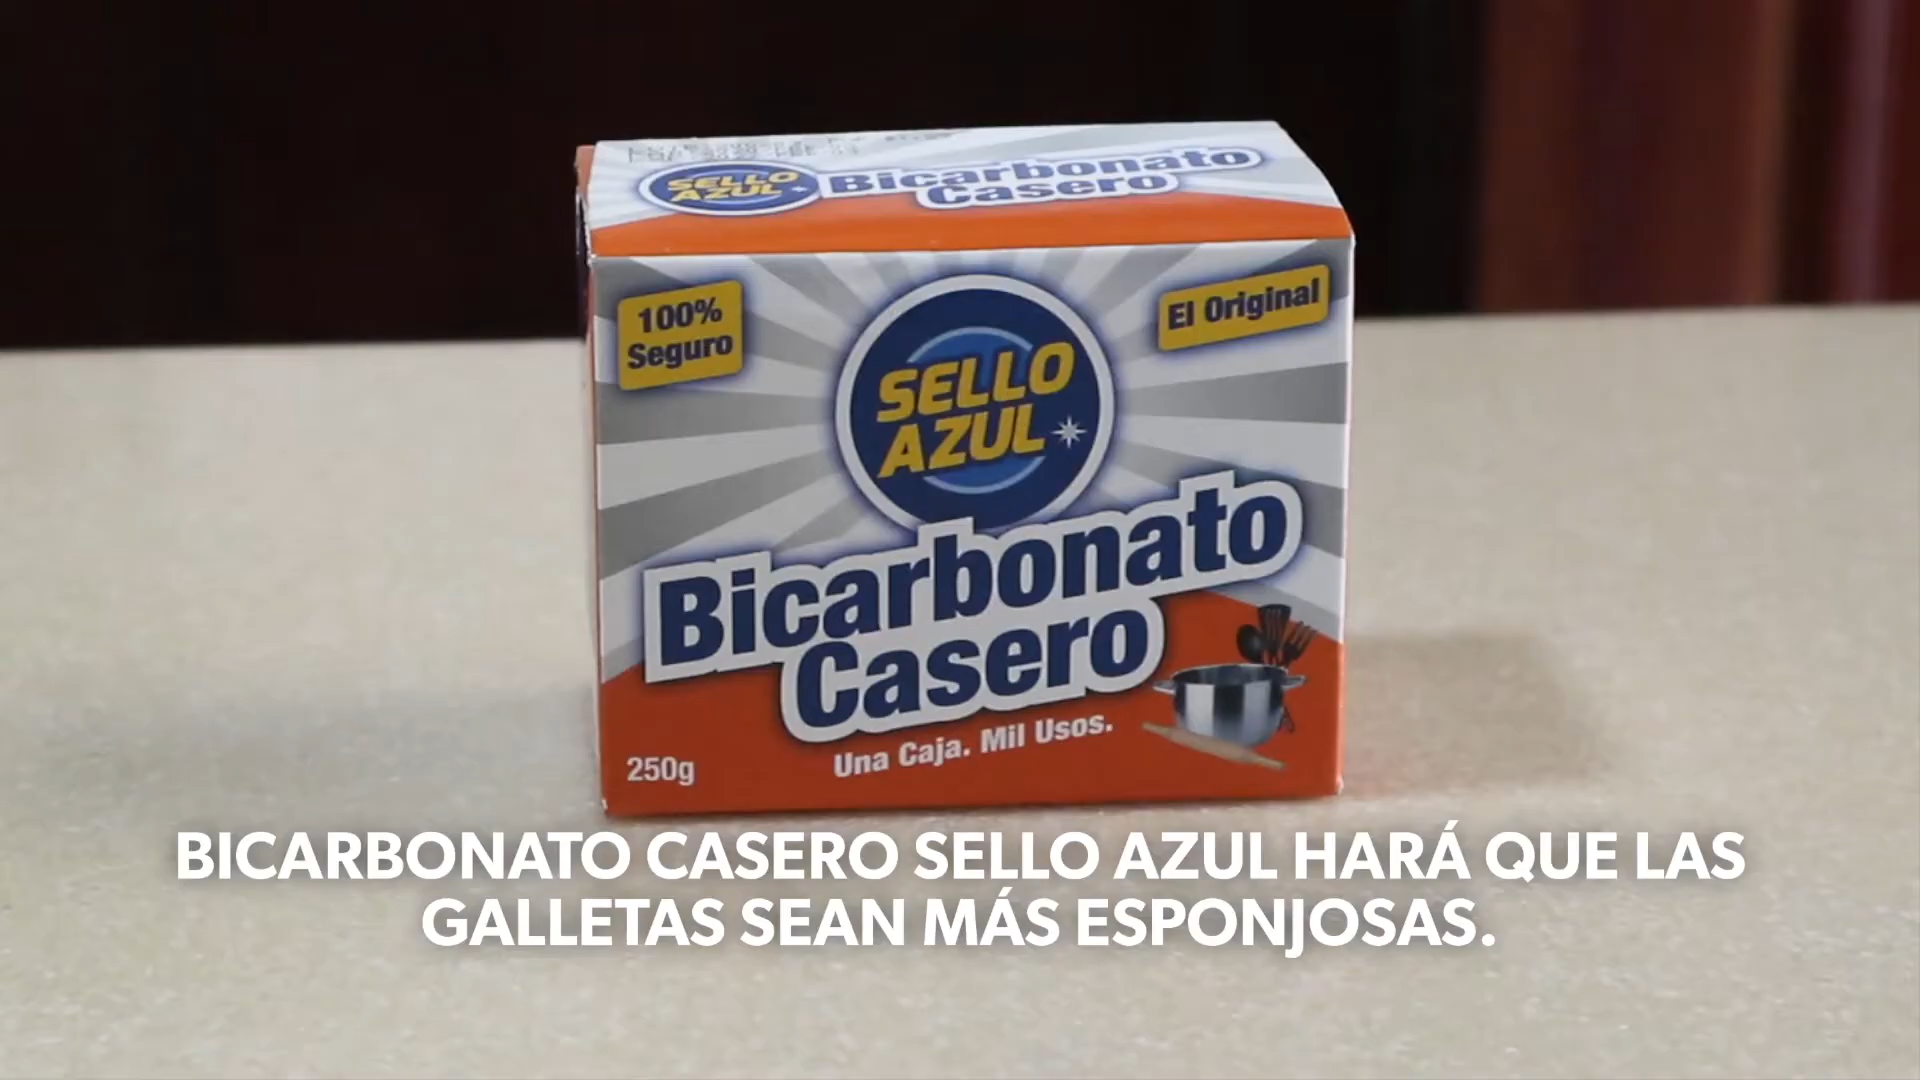 SELLO
AZUL
Bicarbonato
Casero
100%
Seguro
El Original
SELLO
AZUL
Bicarbonato
Casero
Una Caja. Mil Usos.
250g
BICARBONATO CASERO SELLO AZUL HARÁ QUE LAS
GALLETAS SEAN MÁS ESPONJOSAS.